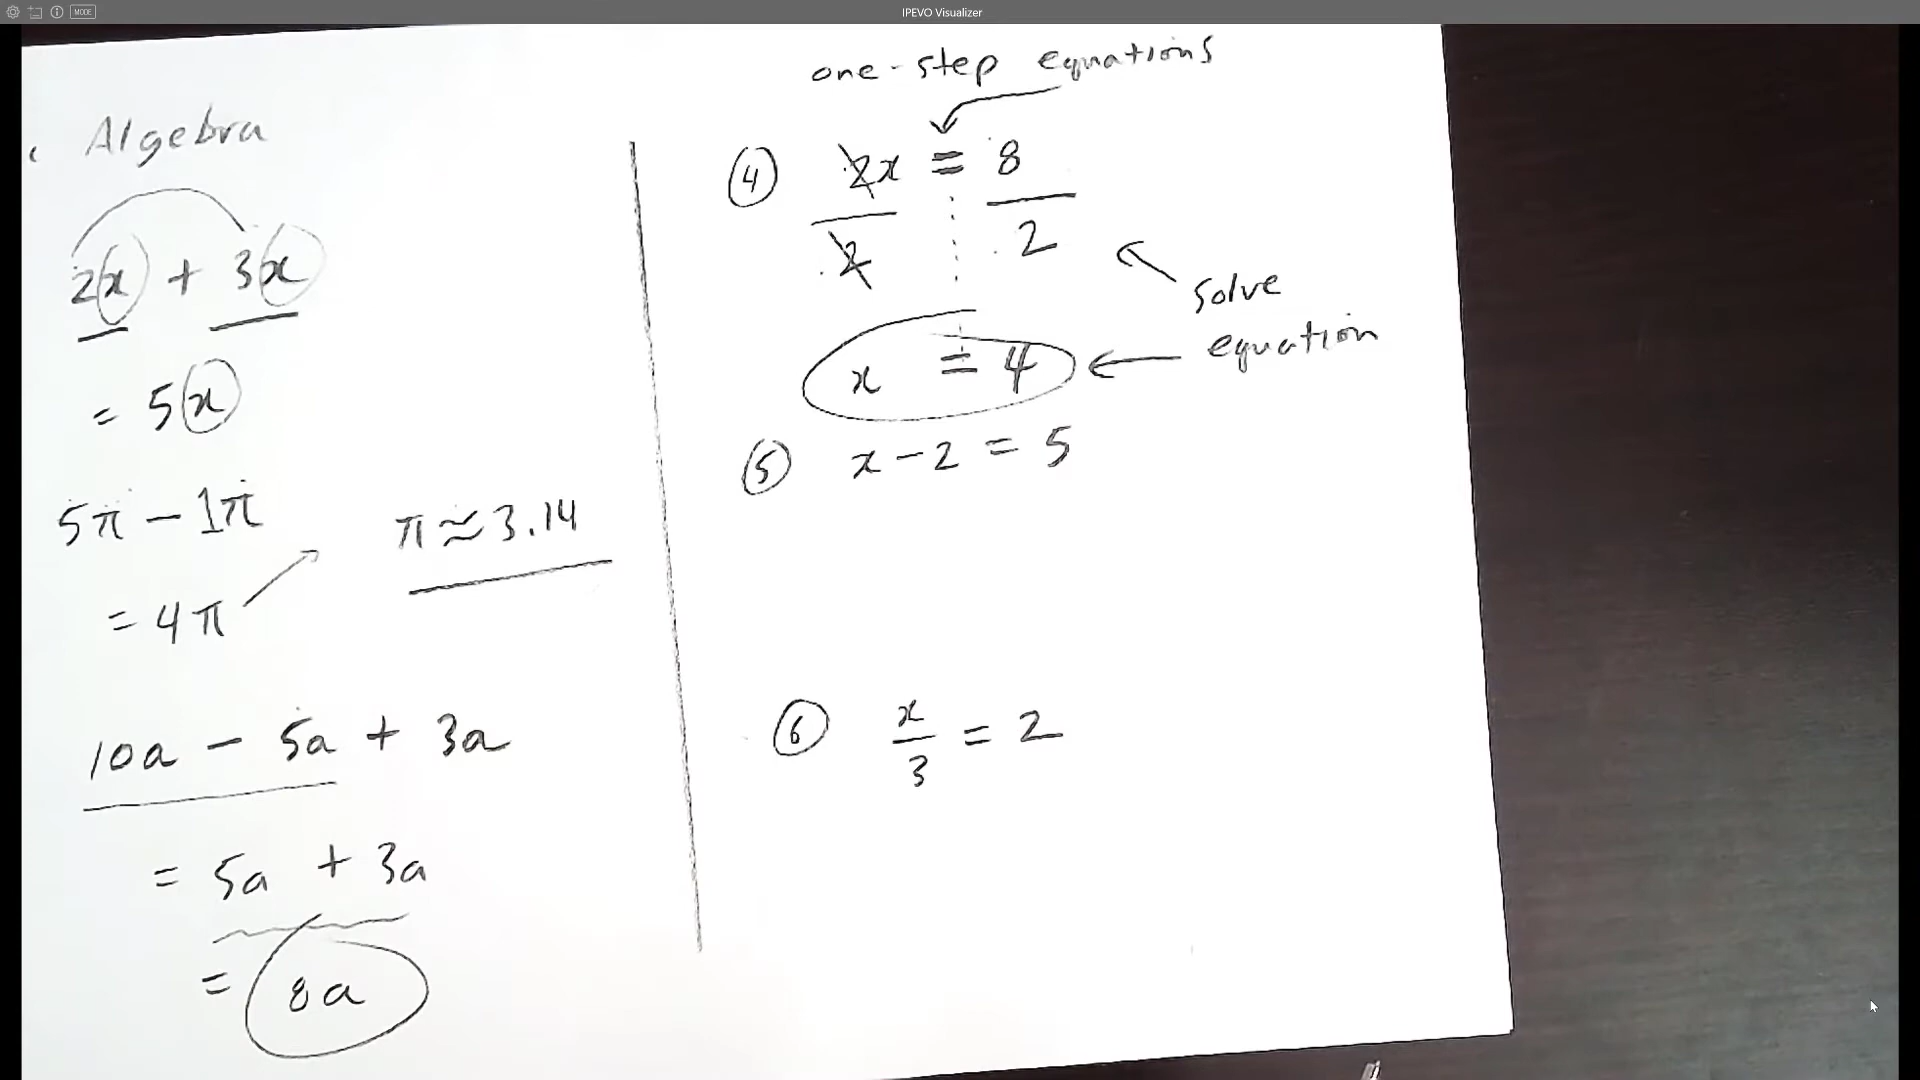 MODE
IPEVO Visualizer
Algebra
2x + 3x
= 5x
5π - 1π
π ≈ 3.14
= 4π
10a - 5a + 3a
= 5a + 3a
= 8a
one-step equations
④ 2x = 8
2 2
solve
equation
x = 4
⑤ x - 2 = 5
⑥ x/3 = 2